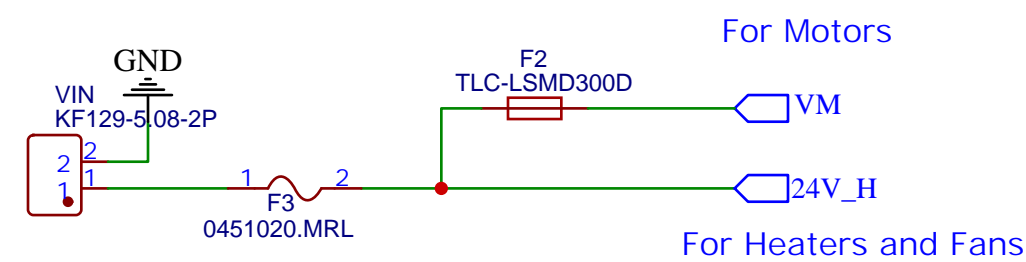 For Motors
GND
F2
TLC-LSMD300D
VIN
KF129-5.08-2P
VM
2
2
1
1
1
2
F3
0451020.MRL
24V_H
For Heaters and Fans